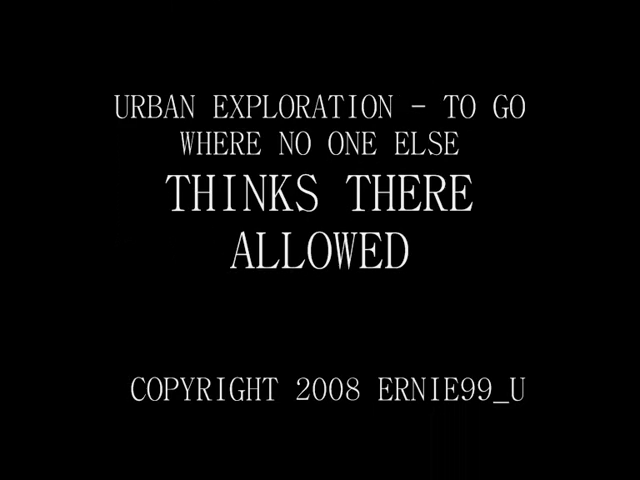 URBAN EXPLORATION - TO GO
WHERE NO ONE ELSE
THINKS THERE
ALLOWED
COPYRIGHT 2008 ERNIE99_U